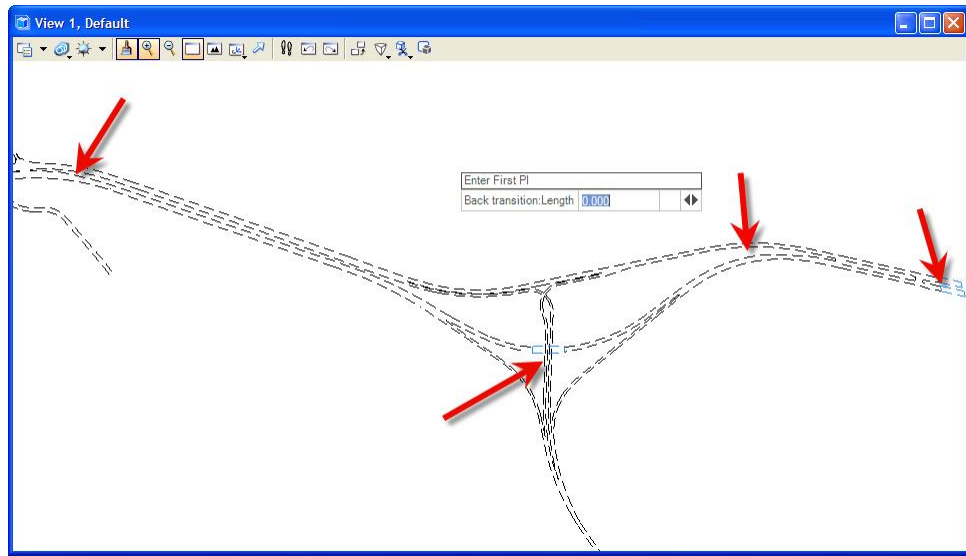 View 1, Default
Enter First PI
Back transition:Length 0.000